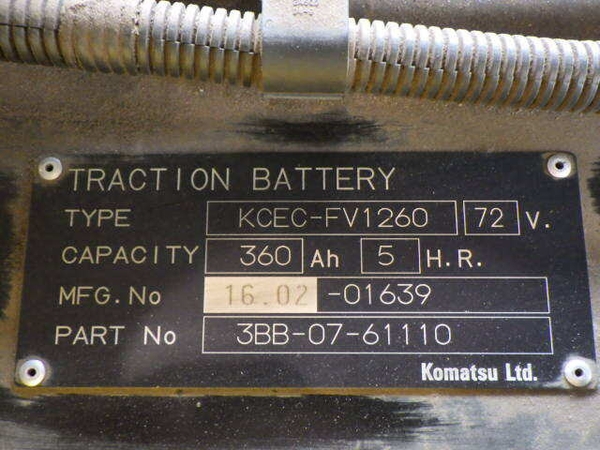 TRACTION BATTERY
TYPE KCEC-FV1260 72 V.
CAPACITY 360 Ah 5 H.R.
MFG.No 16.02 -01639
PART No 3BB-07-61110
Komatsu Ltd.